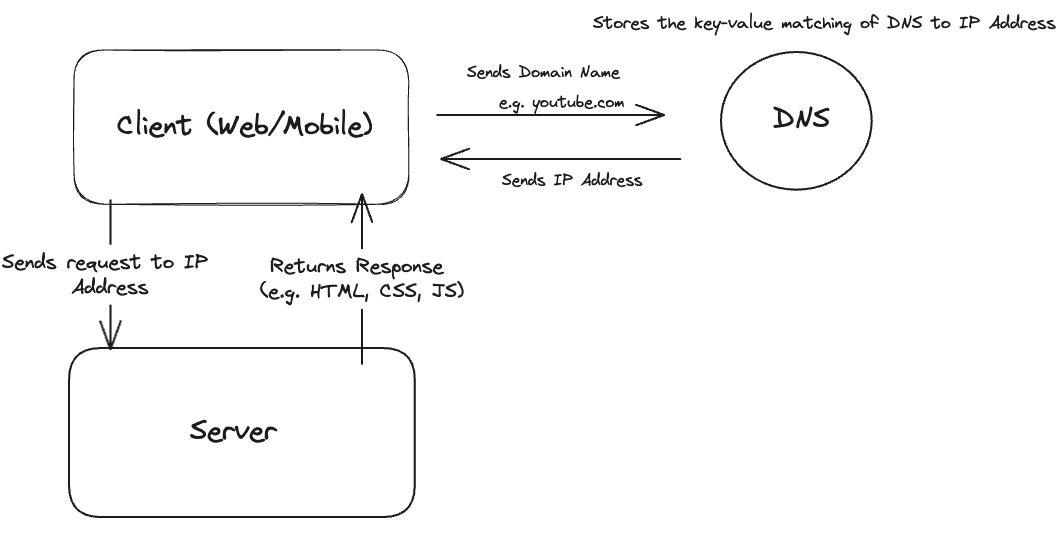 Stores the key-value matching of DNS to IP Address
Client (Web/Mobile)
Sends Domain Name
e.g. youtube.com
DNS
Sends IP Address
Sends request to IP
Address
Returns Response
(e.g. HTML, CSS, JS)
Server